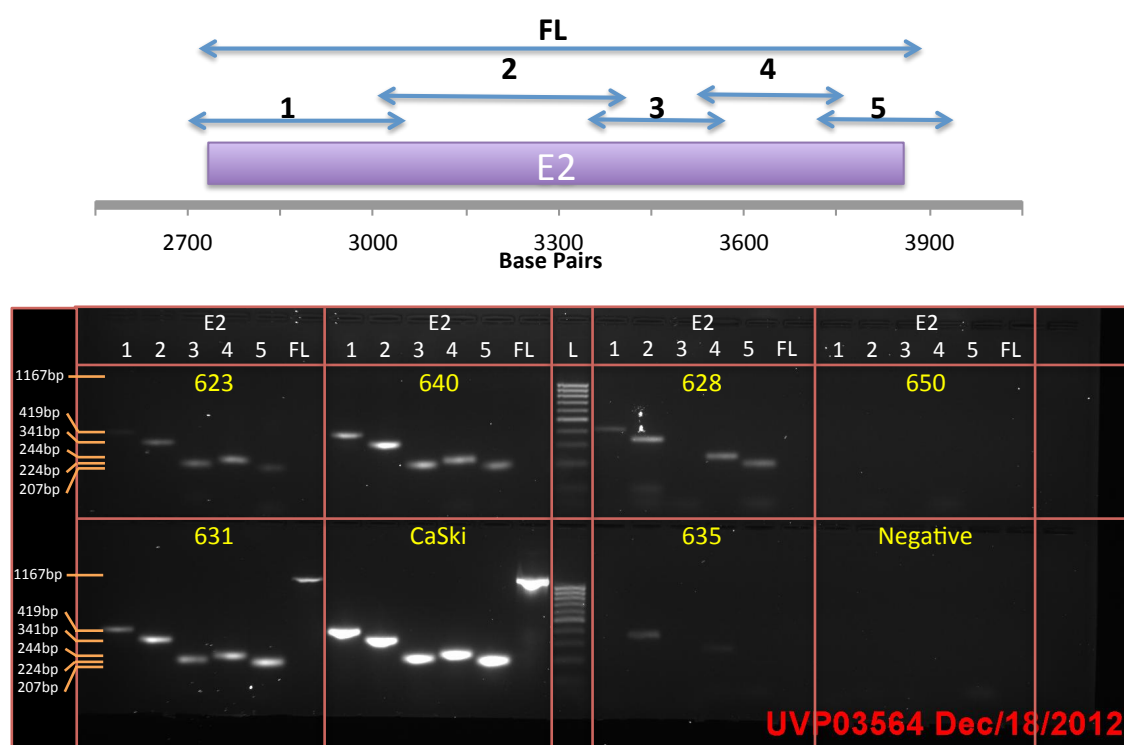 FL
2
4
1
3
5
E2
2700 3000 3300 3600 3900
Base Pairs
E2 E2 E2 E2
1 2 3 4 5 FL 1 2 3 4 5 FL L 1 2 3 4 5 FL 1 2 3 4 5 FL
1167bp 623 640 628 650
419bp
341bp
244bp
224bp
207bp
631 CaSki 635 Negative
1167bp
419bp
341bp
244bp
224bp
207bp
UVP03564 Dec/18/2012